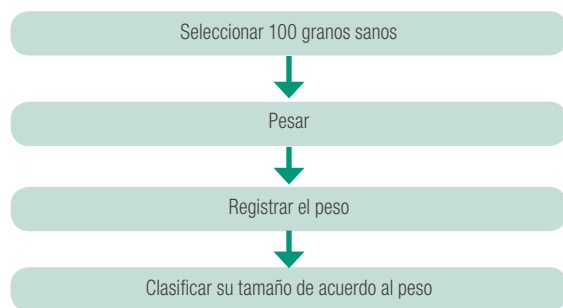 Seleccionar 100 granos sanos
Pesar
Registrar el peso
Clasificar su tamaño de acuerdo al peso